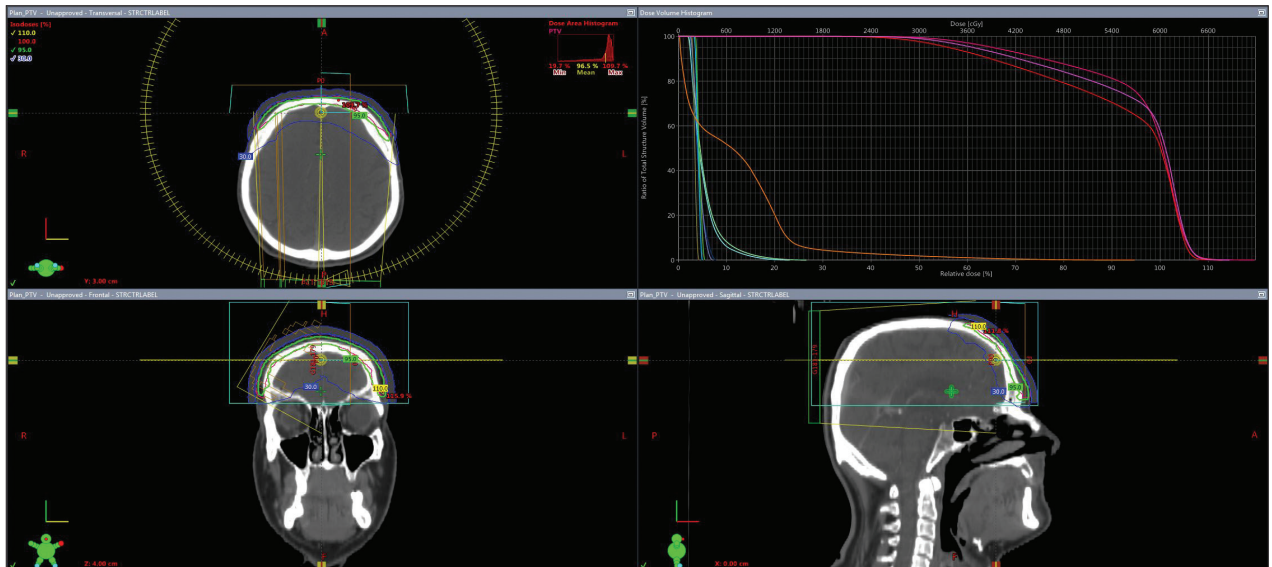 Plan_PTV - Unapproved - Transversal - STRCTRLABEL
Isodoses [%]
110.0
100.0
95.0
30.0
A
Dose Area Histogram
PTV
19.7 % 96.5 % 109.7 %
Min Mean Max
95.0
R
L
30.0
Y: 3.00 cm
Dose Volume Histogram
Dose [cGy]
0 600 1200 1800 2400 3000 3600 4200 4800 5400 6000 6600
Ratio of Total Structure Volume [%]
100
80
60
40
20
0
0 10 20 30 40 50 60 70 80 90 100 110
Relative dose [%]
Plan_PTV - Unapproved - Frontal - STRCTRLABEL
H
95.0
30.0
110.0
115.9 %
R
L
Z: 4.00 cm
Plan_PTV - Unapproved - Sagittal - STRCTRLABEL
110.0
30.0
95.0
P
A
X: 0.00 cm